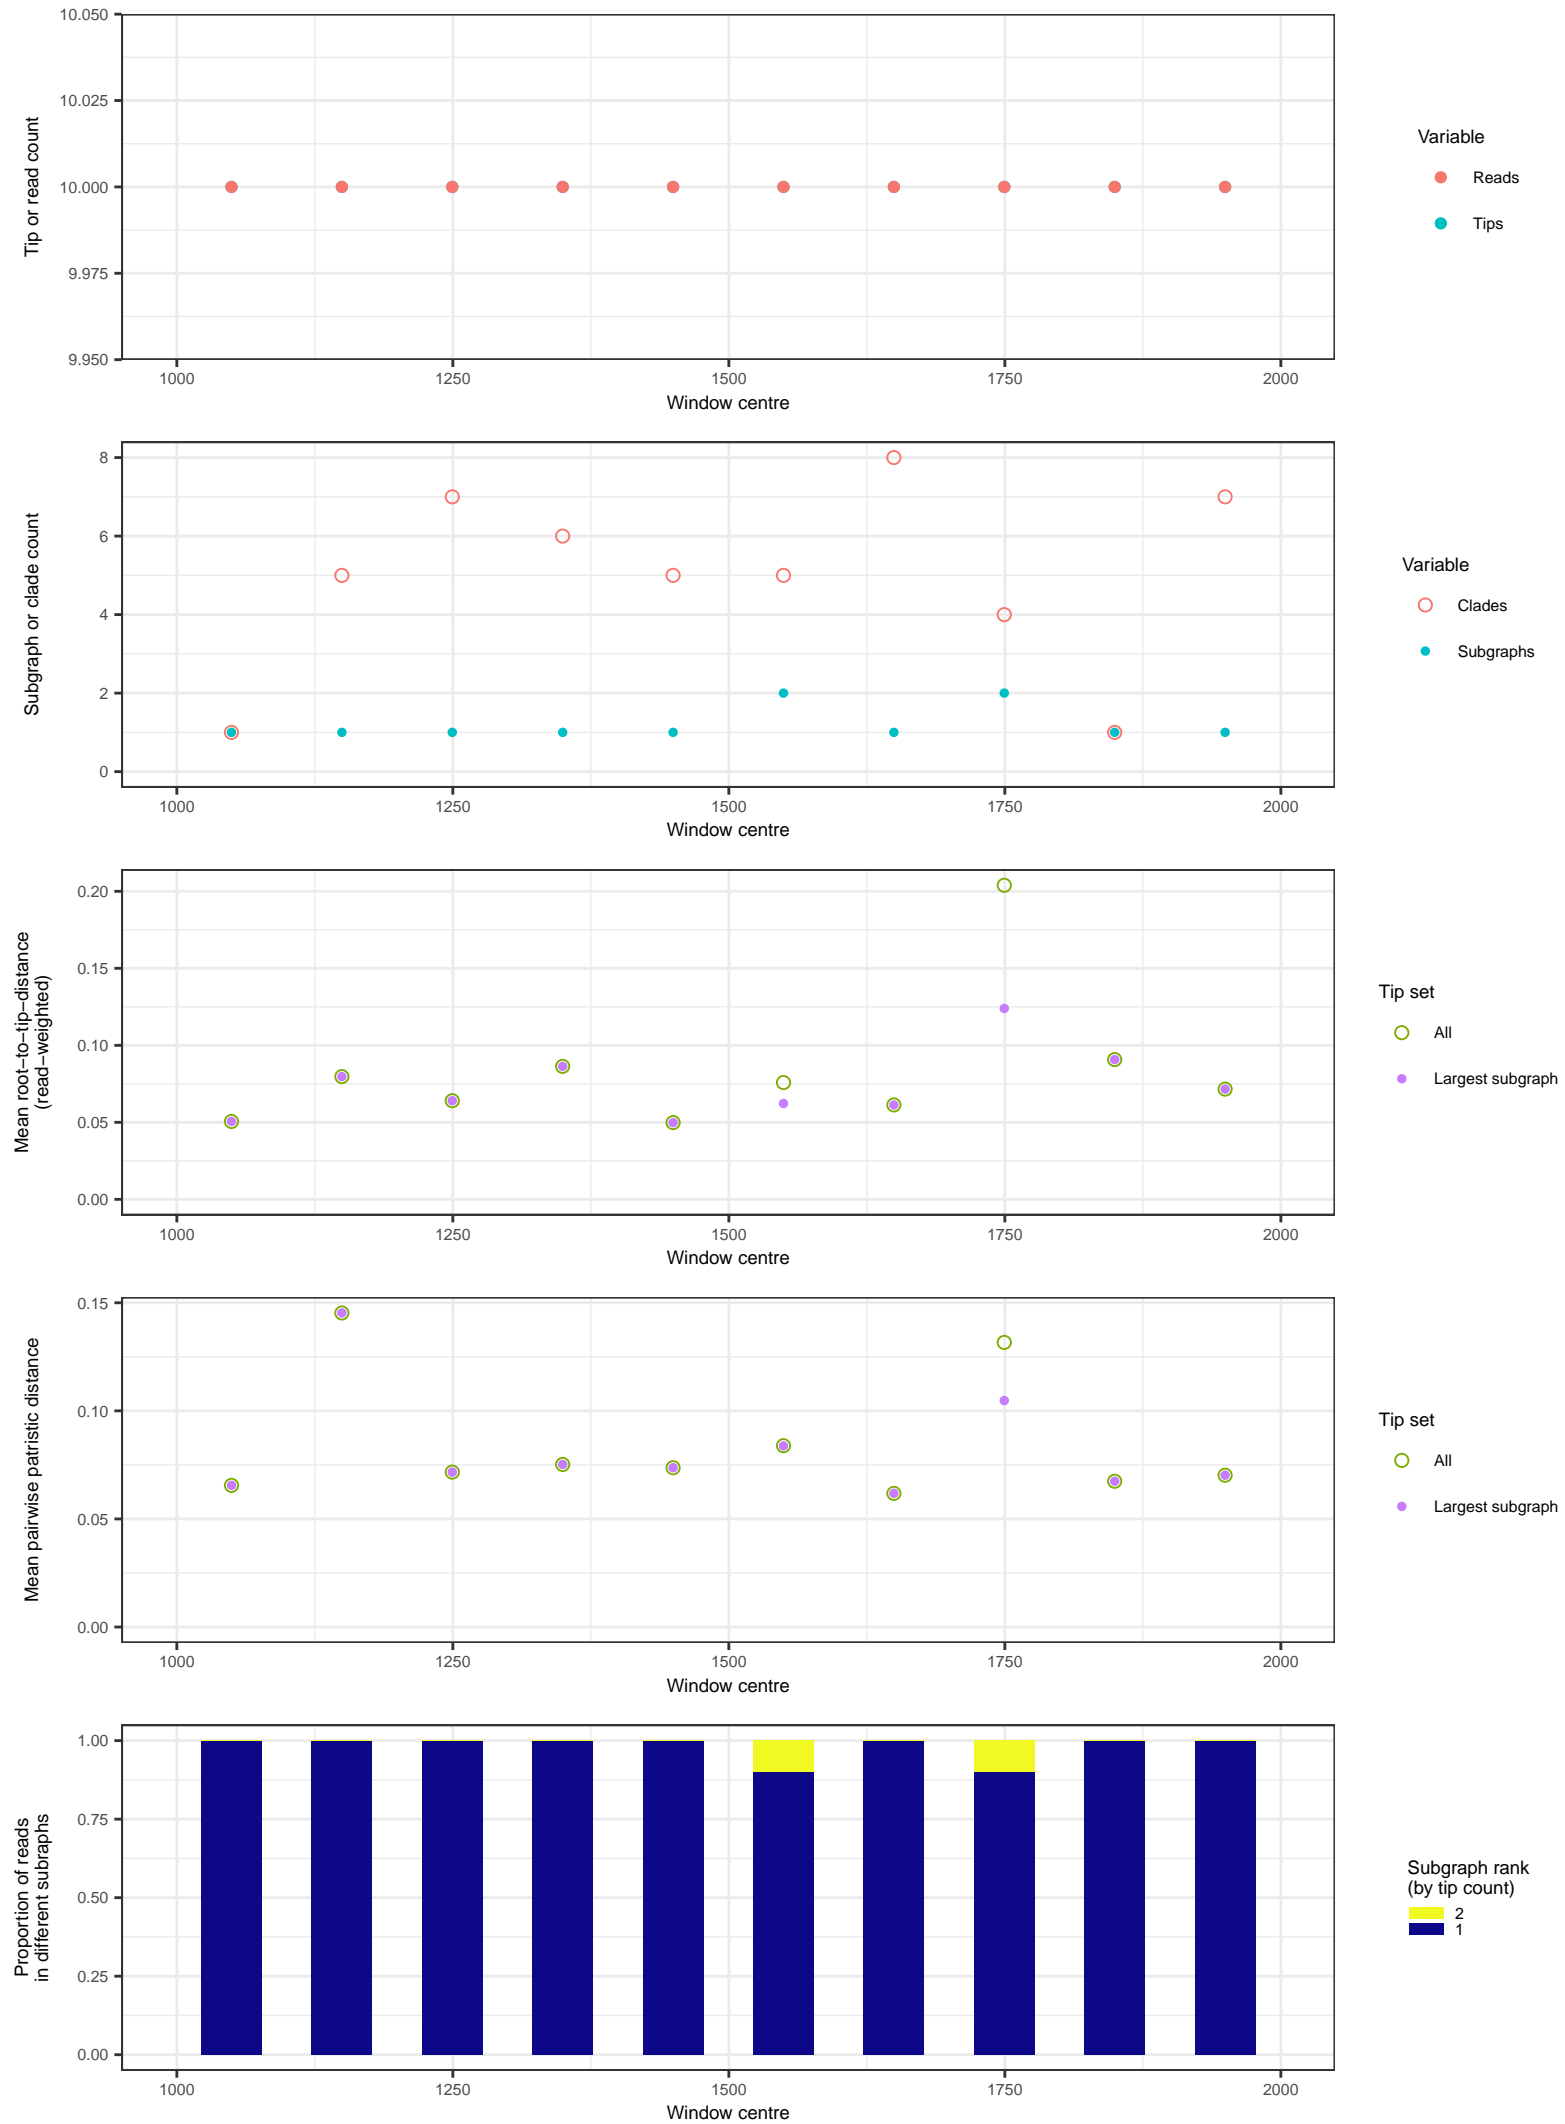 10.050
10.025
10.000
9.975
9.950
Tip or read count
1000 1250 1500 1750 2000
Window centre
Variable
Reads
Tips
8
6
4
2
0
Subgraph or clade count
1000 1250 1500 1750 2000
Window centre
Variable
Clades
Subgraphs
0.20
0.15
0.10
0.05
0.00
Mean root−to−tip−distance
(read−weighted)
1000 1250 1500 1750 2000
Window centre
Tip set
All
Largest subgraph
0.15
0.10
0.05
0.00
Mean pairwise patristic distance
1000 1250 1500 1750 2000
Window centre
Tip set
All
Largest subgraph
1.00
0.75
0.50
0.25
0.00
Proportion of reads
in different subraphs
1000 1250 1500 1750 2000
Window centre
Subgraph rank
(by tip count)
2
1